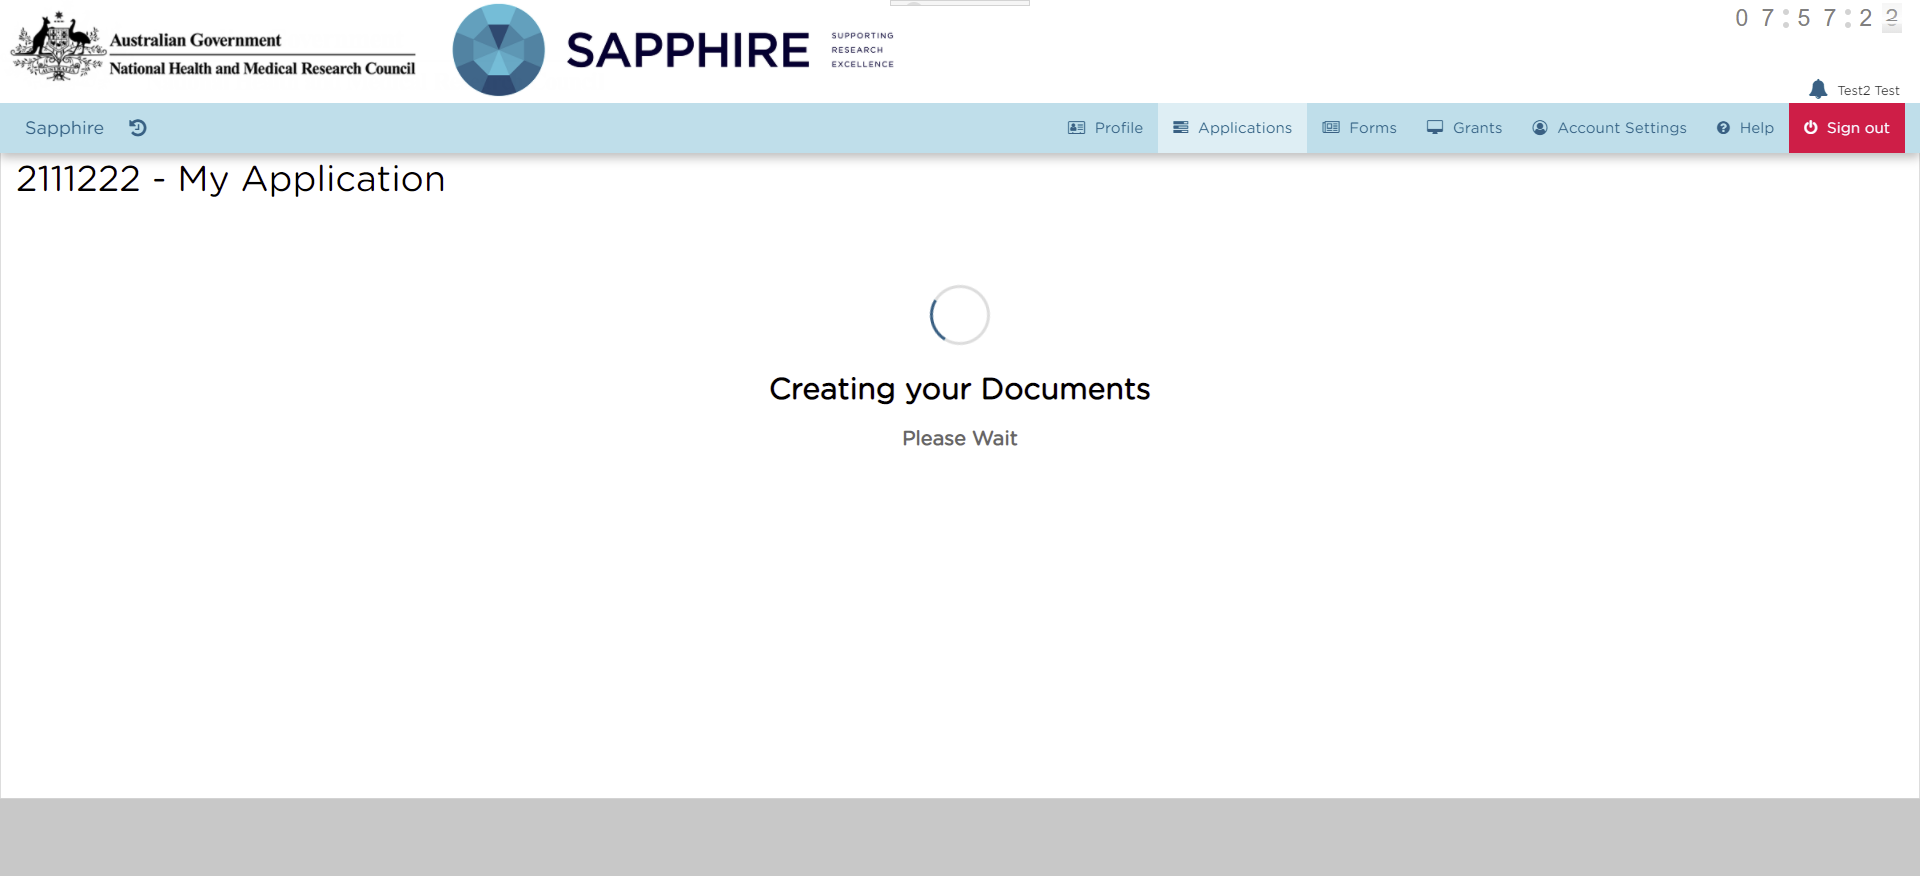 Australian Government
National Health and Medical Research Council
SAPPHIRE
SUPPORTING
RESEARCH
EXCELLENCE
07:57:2
Test2 Test
Sapphire
Profile
Applications
Forms
Grants
Account Settings
Help
Sign out
2111222 - My Application
Creating your Documents
Please Wait